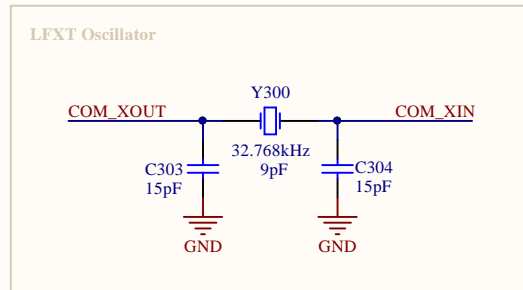 LFXT Oscillator
Y300
COM_XOUT
COM_XIN
32.768kHz
9pF
C303
15pF
C304
15pF
GND
GND